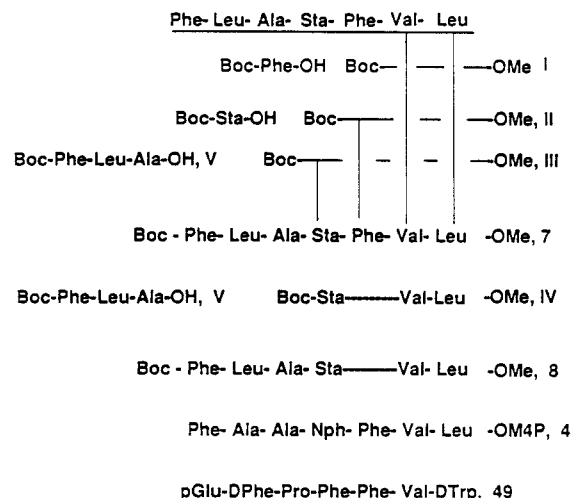 Phe- Leu- Ala- Sta- Phe- Val- Leu
Boc-Phe-OH Boc— — —OMe I
Boc-Sta-OH Boc—— — —OMe, II
Boc-Phe-Leu-Ala-OH, V Boc—— — — —OMe, III
Boc - Phe- Leu- Ala- Sta- Phe- Val- Leu -OMe, 7
Boc-Phe-Leu-Ala-OH, V Boc-Sta———Val-Leu -OMe, IV
Boc - Phe- Leu- Ala- Sta———Val- Leu -OMe, 8
Phe- Ala- Ala- Nph- Phe- Val- Leu -OM4P, 4
pGlu-DPhe-Pro-Phe-Phe- Val-DTrp, 49